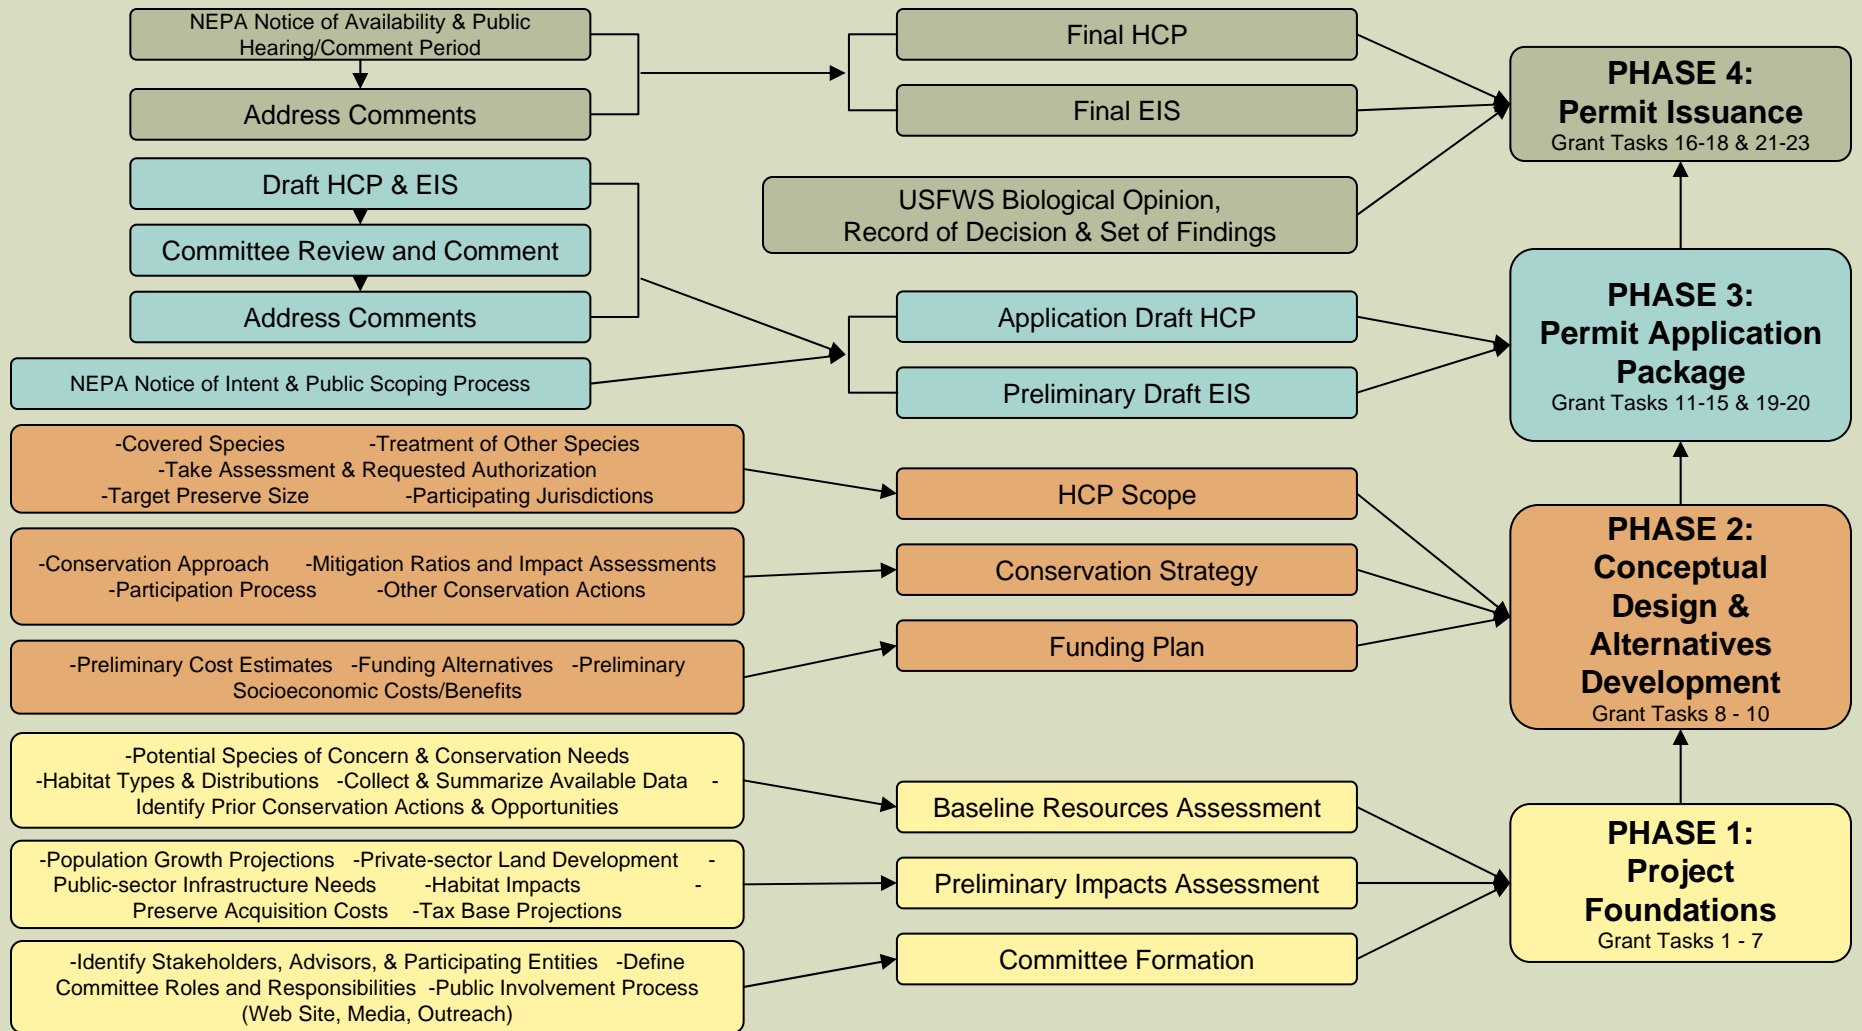 NEPA Notice of Availability & Public
Hearing/Comment Period
Address Comments
Final HCP
Final EIS
USFWS Biological Opinion,
Record of Decision & Set of Findings
PHASE 4:
Permit Issuance
Grant Tasks 16-18 & 21-23
Draft HCP & EIS
Committee Review and Comment
Address Comments
NEPA Notice of Intent & Public Scoping Process
Application Draft HCP
Preliminary Draft EIS
PHASE 3:
Permit Application
Package
Grant Tasks 11-15 & 19-20
-Covered Species -Treatment of Other Species
-Take Assessment & Requested Authorization
-Target Preserve Size -Participating Jurisdictions
HCP Scope
-Conservation Approach -Mitigation Ratios and Impact Assessments
-Participation Process -Other Conservation Actions
Conservation Strategy
-Preliminary Cost Estimates -Funding Alternatives -Preliminary
Socioeconomic Costs/Benefits
Funding Plan
PHASE 2:
Conceptual
Design &
Alternatives
Development
Grant Tasks 8 - 10
-Potential Species of Concern & Conservation Needs
-Habitat Types & Distributions -Collect & Summarize Available Data -
Identify Prior Conservation Actions & Opportunities
Baseline Resources Assessment
-Population Growth Projections -Private-sector Land Development -
Public-sector Infrastructure Needs -Habitat Impacts -
Preserve Acquisition Costs -Tax Base Projections
Preliminary Impacts Assessment
-Identify Stakeholders, Advisors, & Participating Entities -Define
Committee Roles and Responsibilities -Public Involvement Process
(Web Site, Media, Outreach)
Committee Formation
PHASE 1:
Project
Foundations
Grant Tasks 1 - 7